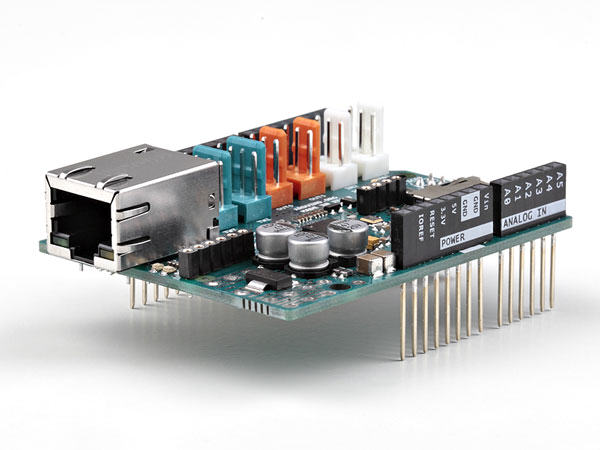 IOREF
RESET
3.3V
5V
GND
GND
Vin
POWER
A0
A1
A2
A3
A4
A5
ANALOG IN